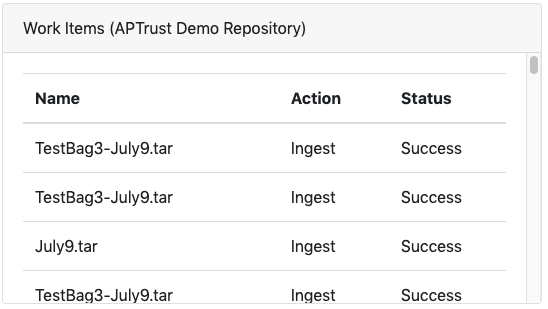 Work Items (APTrust Demo Repository)
Name Action Status
TestBag3-July9.tar Ingest Success
TestBag3-July9.tar Ingest Success
July9.tar Ingest Success
TestBag3-July9.tar Ingest Success